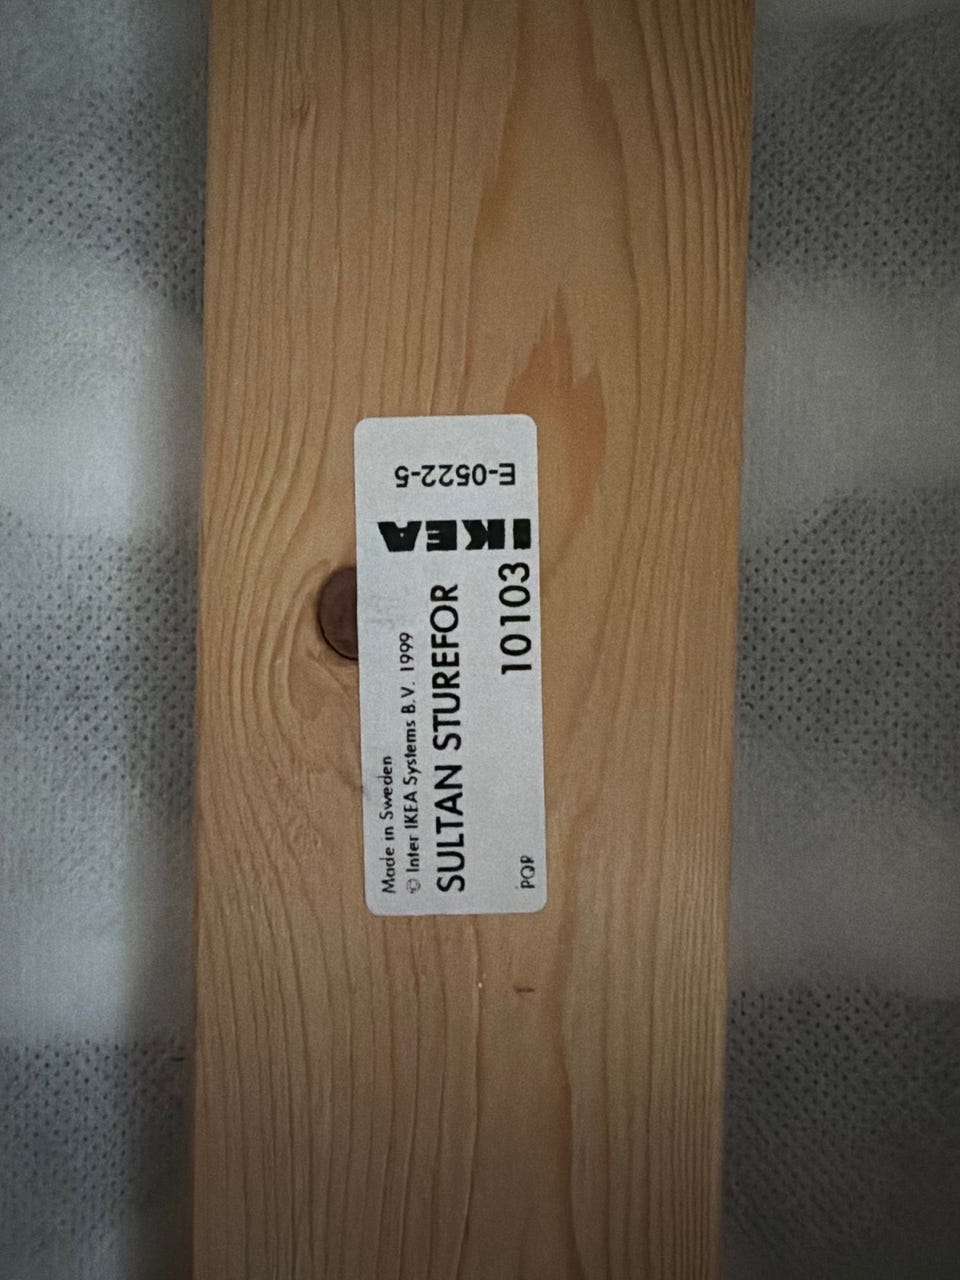 Made in Sweden
© Inter IKEA Systems B.V. 1999
SULTAN STUREFOR
10103
PQP
IKEA
E-0522-5